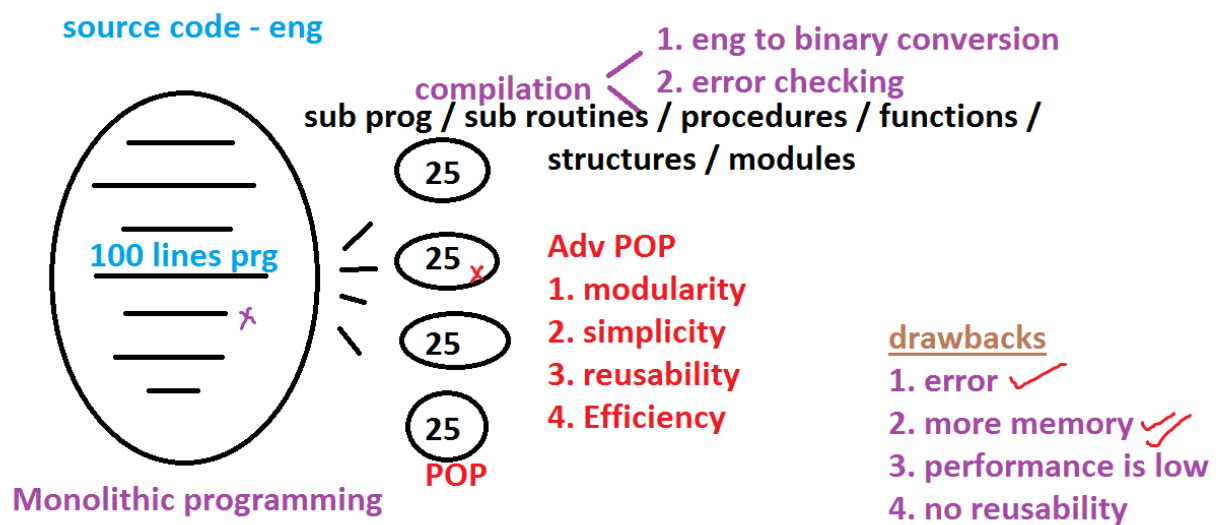 source code - eng
compilation
1. eng to binary conversion
2. error checking
sub prog / sub routines / procedures / functions /
structures / modules
100 lines prg
Monolithic programming
25
25
25
25
POP
Adv POP
1. modularity
2. simplicity
3. reusability
4. Efficiency
drawbacks
1. error
2. more memory
3. performance is low
4. no reusability